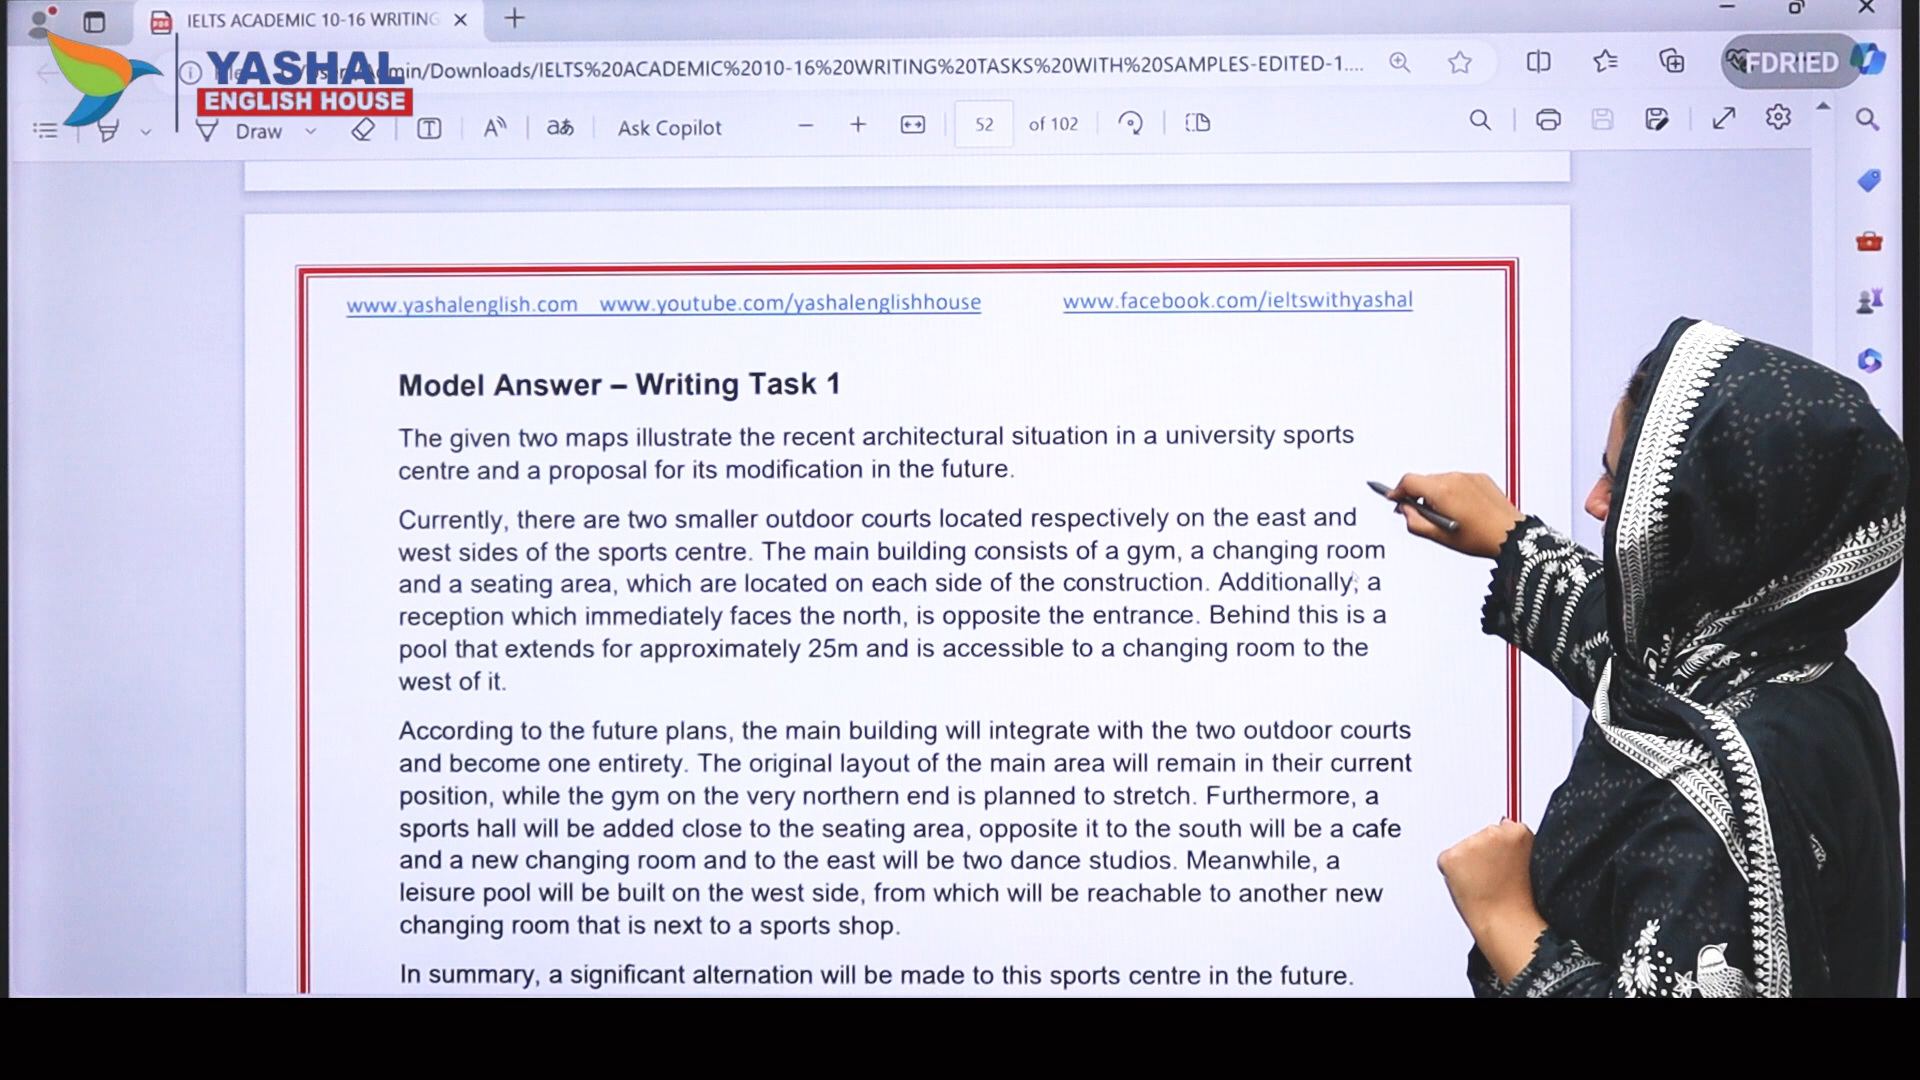 IELTS ACADEMIC 10-16 WRITING
YASHAL
ENGLISH HOUSE
min/Downloads/IELTS%20ACADEMIC%2010-16%20WRITING%20TASKS%20WITH%20SAMPLES-EDITED-1....
FDRIED
Draw
Ask Copilot
52
of 102
www.yashalenglish.com www.youtube.com/yashalenglishhouse www.facebook.com/ieltswithyashal
Model Answer – Writing Task 1
The given two maps illustrate the recent architectural situation in a university sports
centre and a proposal for its modification in the future.
Currently, there are two smaller outdoor courts located respectively on the east and
west sides of the sports centre. The main building consists of a gym, a changing room
and a seating area, which are located on each side of the construction. Additionally, a
reception which immediately faces the north, is opposite the entrance. Behind this is a
pool that extends for approximately 25m and is accessible to a changing room to the
west of it.
According to the future plans, the main building will integrate with the two outdoor courts
and become one entirety. The original layout of the main area will remain in their current
position, while the gym on the very northern end is planned to stretch. Furthermore, a
sports hall will be added close to the seating area, opposite it to the south will be a cafe
and a new changing room and to the east will be two dance studios. Meanwhile, a
leisure pool will be built on the west side, from which will be reachable to another new
changing room that is next to a sports shop.
In summary, a significant alternation will be made to this sports centre in the future.